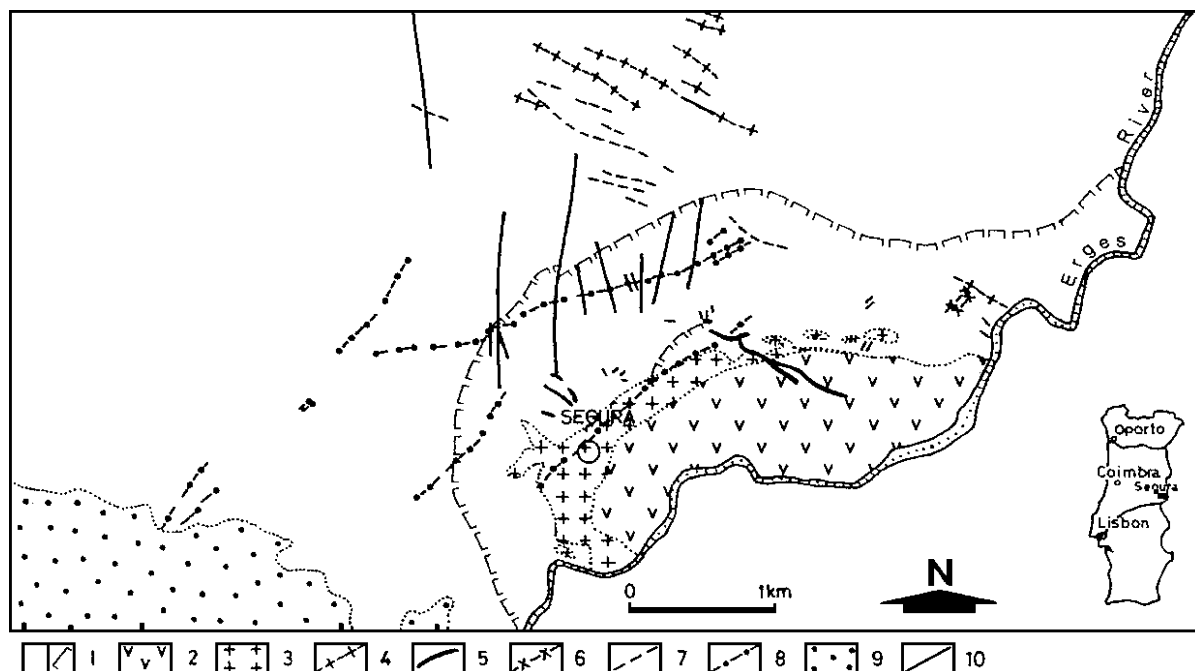 River
Erges
SEGURA
Oporto
Coimbra
Segura
Lisbon
0 1km
N
1 2 3 4 5 6 7 8 9 10